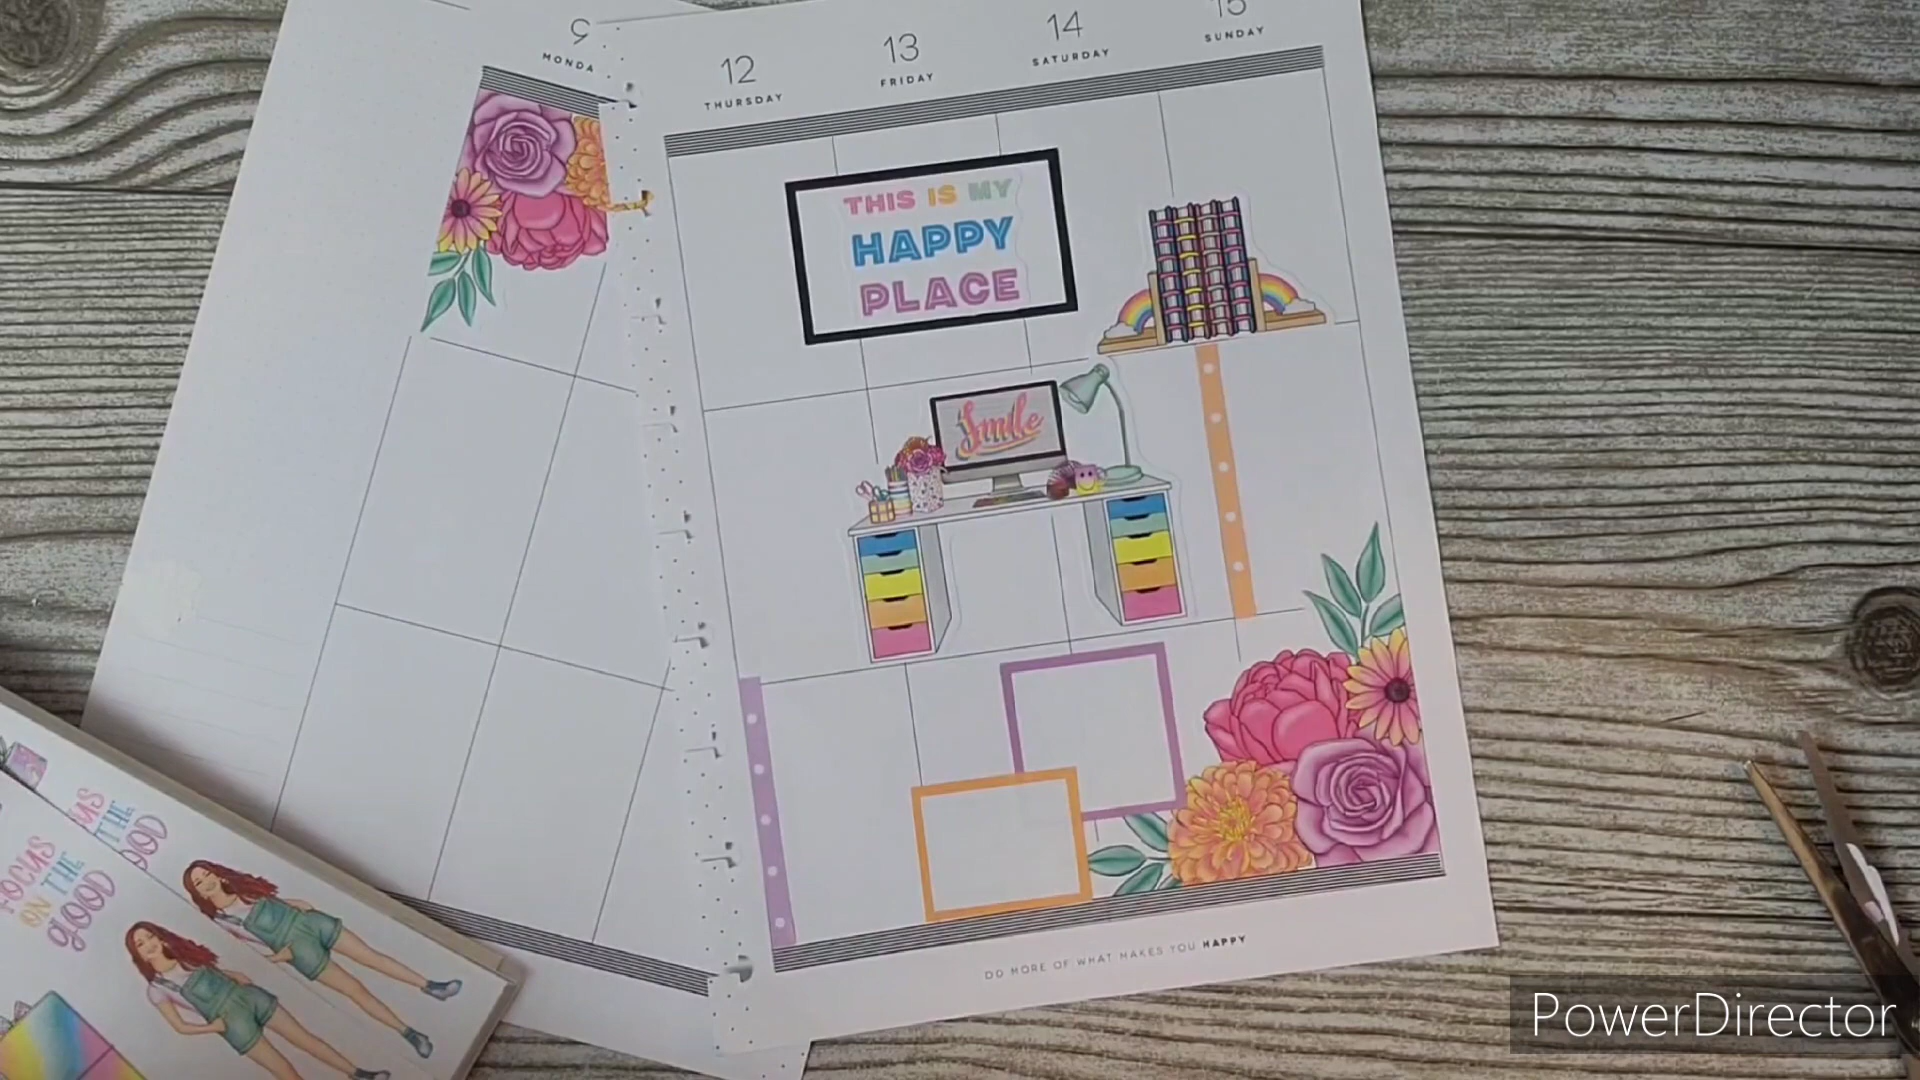 9
MONDA
12
THURSDAY
13
FRIDAY
14
SATURDAY
15
SUNDAY
THIS IS MY
HAPPY
PLACE
Smile
FOCUS
ON THE
GOOD
THE
DO MORE OF WHAT MAKES YOU HAPPY
PowerDirector